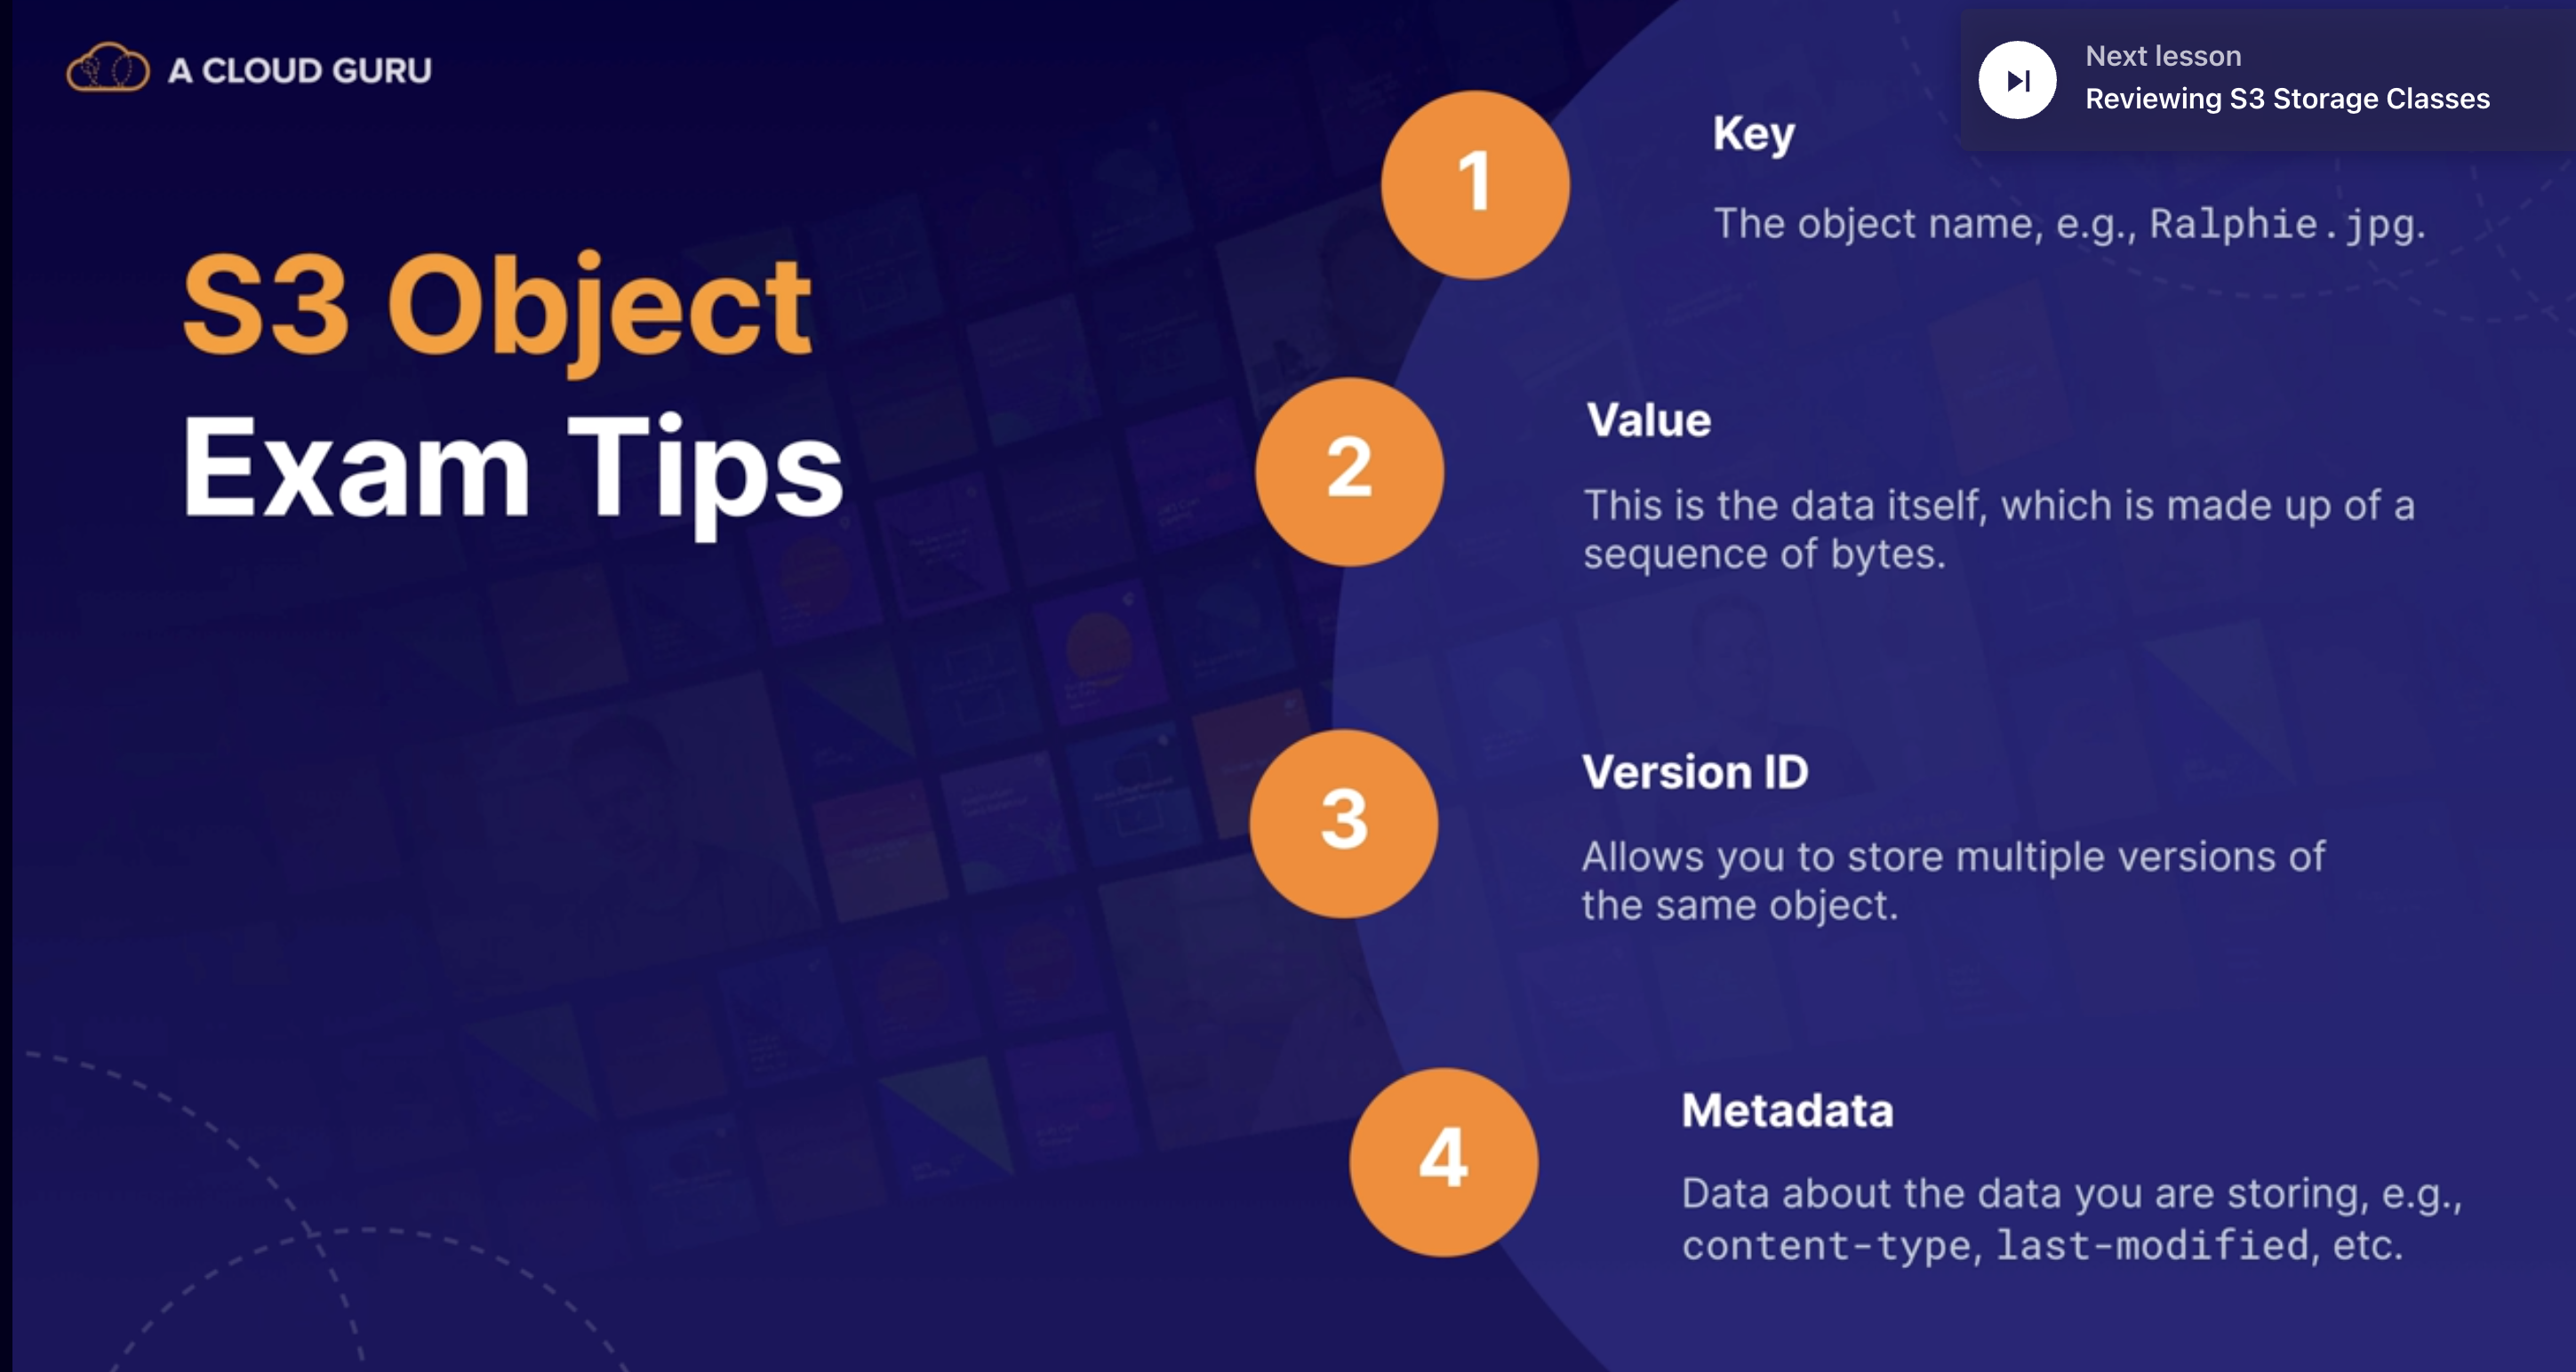 A CLOUD GURU
Next lesson
Reviewing S3 Storage Classes
S3 Object
Exam Tips
1
Key
The object name, e.g., Ralphie.jpg.
2
Value
This is the data itself, which is made up of a
sequence of bytes.
3
Version ID
Allows you to store multiple versions of
the same object.
4
Metadata
Data about the data you are storing, e.g.,
content-type, last-modified, etc.